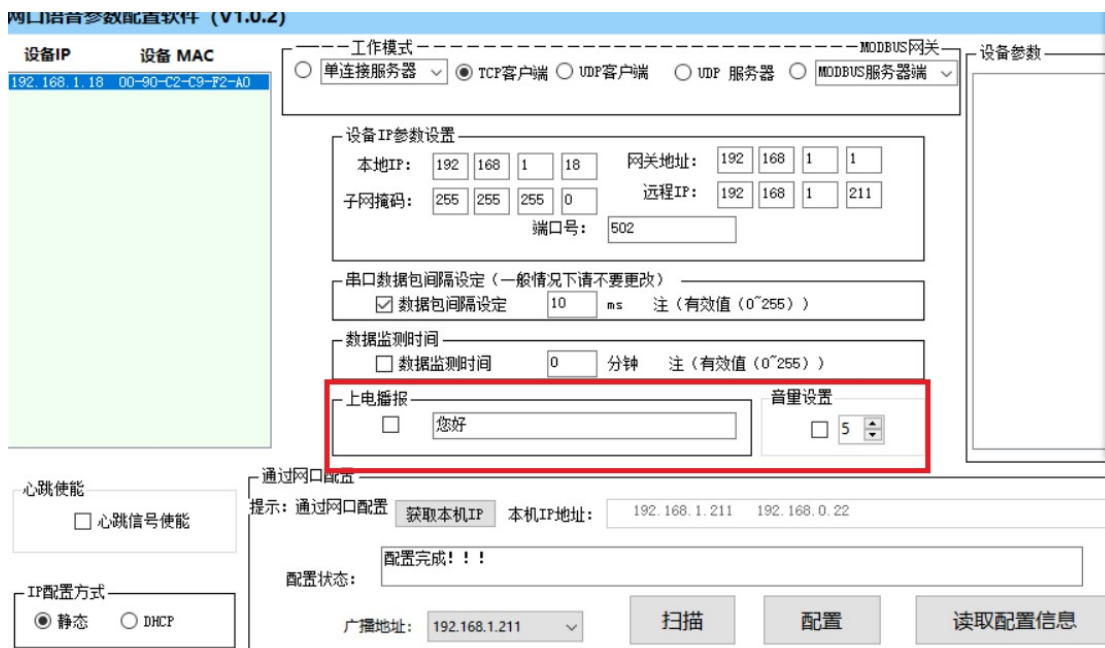 网口语音参数配置软件 (V1.0.2)
设备IP 设备 MAC
192.168.1.18 00-90-C2-C9-F2-A0
工作模式 MODBUS网关
单连接服务器 TCP客户端 UDP客户端 UDP 服务器 MODBUS服务器端
设备参数
设备IP参数设置
本地IP: 192 168 1 18 网关地址: 192 168 1 1
子网掩码: 255 255 255 0 远程IP: 192 168 1 211
端口号: 502
串口数据包间隔设定(一般情况下请不要更改)
数据包间隔设定 10 ms 注(有效值(0~255))
数据监测时间
数据监测时间 0 分钟 注(有效值(0~255))
上电播报 音量设置
您好 5
心跳使能
心跳信号使能
通过网口配置
提示: 通过网口配置 获取本机IP 本机IP地址: 192.168.1.211 192.168.0.22
配置状态: 配置完成!!!
IP配置方式
静态 DHCP
广播地址: 192.168.1.211 扫描 配置 读取配置信息